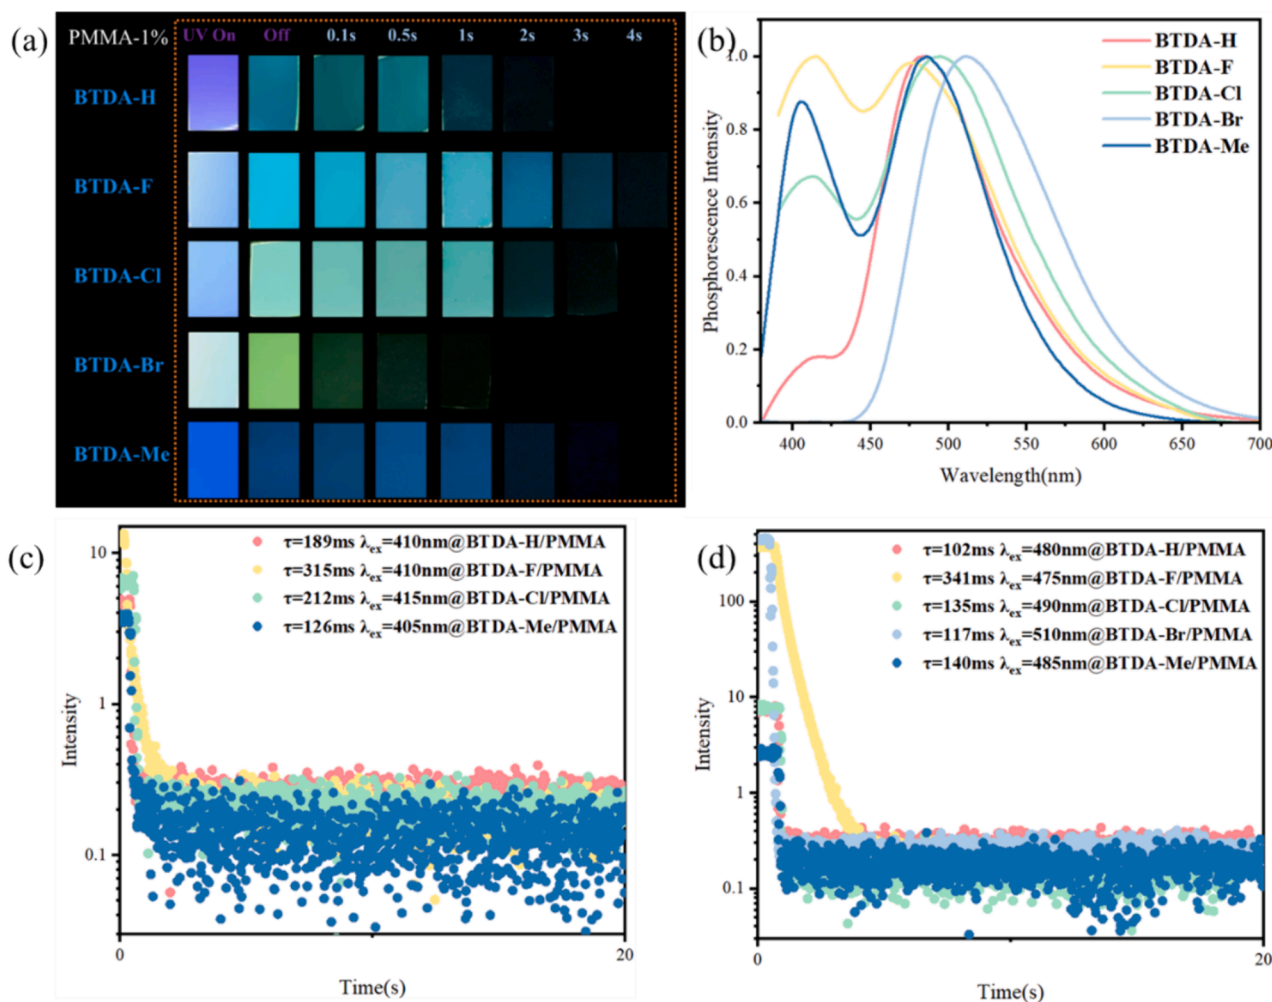 (a)
PMMA-1% UV On Off 0.1s 0.5s 1s 2s 3s 4s
BTDA-H
BTDA-F
BTDA-Cl
BTDA-Br
BTDA-Me
(b)
Phosphorescence Intensity
1.0
0.8
0.6
0.4
0.2
0.0
BTDA-H
BTDA-F
BTDA-Cl
BTDA-Br
BTDA-Me
400 450 500 550 600 650 700
Wavelength(nm)
(c)
Intensity
10
1
0.1
τ=189ms λex=410nm@BTDA-H/PMMA
τ=315ms λex=410nm@BTDA-F/PMMA
τ=212ms λex=415nm@BTDA-Cl/PMMA
τ=126ms λex=405nm@BTDA-Me/PMMA
0 20
Time(s)
(d)
Intensity
100
10
1
0.1
τ=102ms λex=480nm@BTDA-H/PMMA
τ=341ms λex=475nm@BTDA-F/PMMA
τ=135ms λex=490nm@BTDA-Cl/PMMA
τ=117ms λex=510nm@BTDA-Br/PMMA
τ=140ms λex=485nm@BTDA-Me/PMMA
0 20
Time(s)